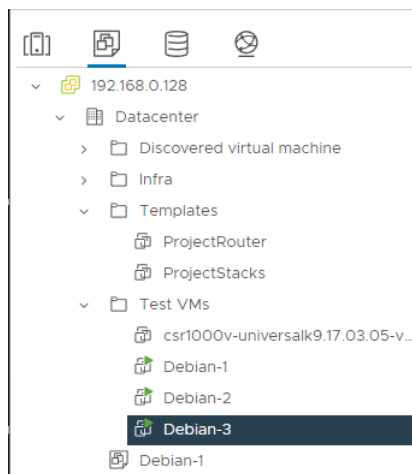 192.168.0.128
Datacenter
Discovered virtual machine
Infra
Templates
ProjectRouter
ProjectStacks
Test VMs
csr1000v-universalk9.17.03.05-v...
Debian-1
Debian-2
Debian-3
Debian-1